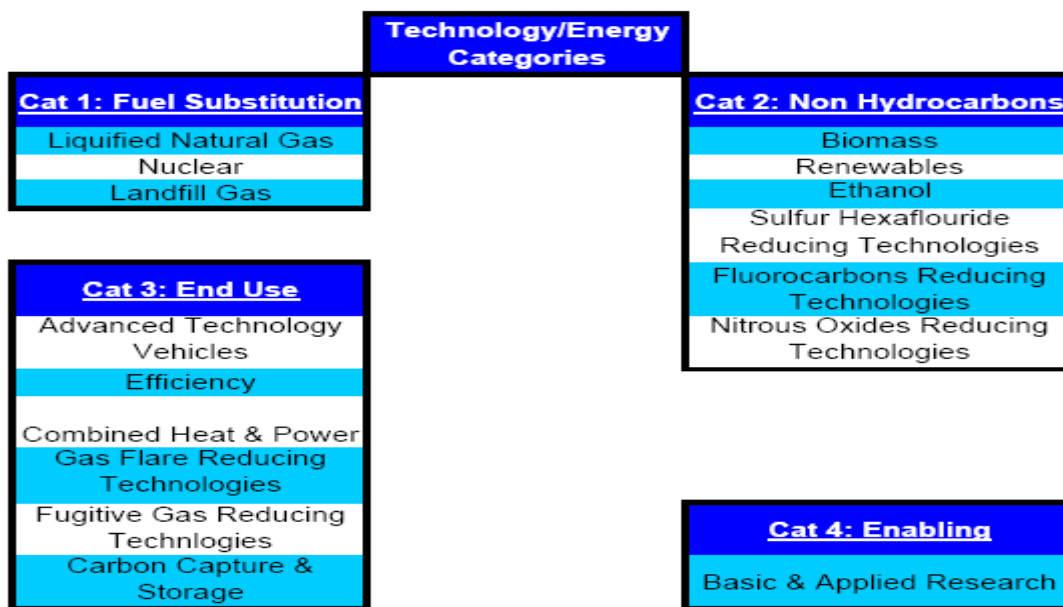 Technology/Energy
Categories
Cat 1: Fuel Substitution
Liquified Natural Gas
Nuclear
Landfill Gas
Cat 2: Non Hydrocarbons
Biomass
Renewables
Ethanol
Sulfur Hexaflouride
Reducing Technologies
Fluorocarbons Reducing
Technologies
Nitrous Oxides Reducing
Technologies
Cat 3: End Use
Advanced Technology
Vehicles
Efficiency
Combined Heat & Power
Gas Flare Reducing
Technologies
Fugitive Gas Reducing
Technlogies
Carbon Capture &
Storage
Cat 4: Enabling
Basic & Applied Research